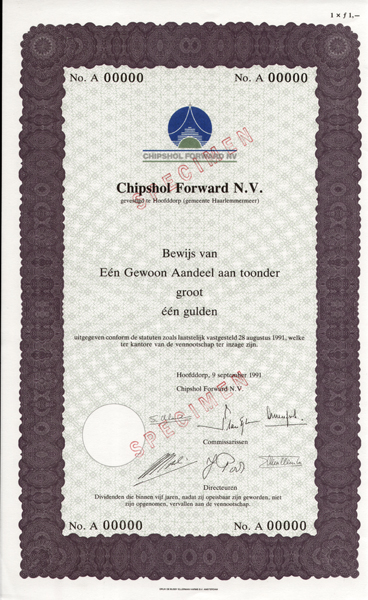 1 × ƒ 1,—
No. A 00000 No. A 00000
CHIPSHOL FORWARD NV
SPECIMEN
Chipshol Forward N.V.
gevestigd te Hoofddorp (gemeente Haarlemmermeer)
Bewijs van
Eén Gewoon Aandeel aan toonder
groot
één gulden
uitgegeven conform de statuten zoals laatstelijk vastgesteld 28 augustus 1991, welke
ter kantore van de vennootschap ter inzage zijn.
Hoofddorp, 9 september 1991
Chipshol Forward N.V.
SPECIMEN
Commissarissen
Directeuren
Dividenden die binnen vijf jaren, nadat zij opeisbaar zijn geworden, niet
zijn opgenomen, vervallen aan de vennootschap.
No. A 00000 No. A 00000